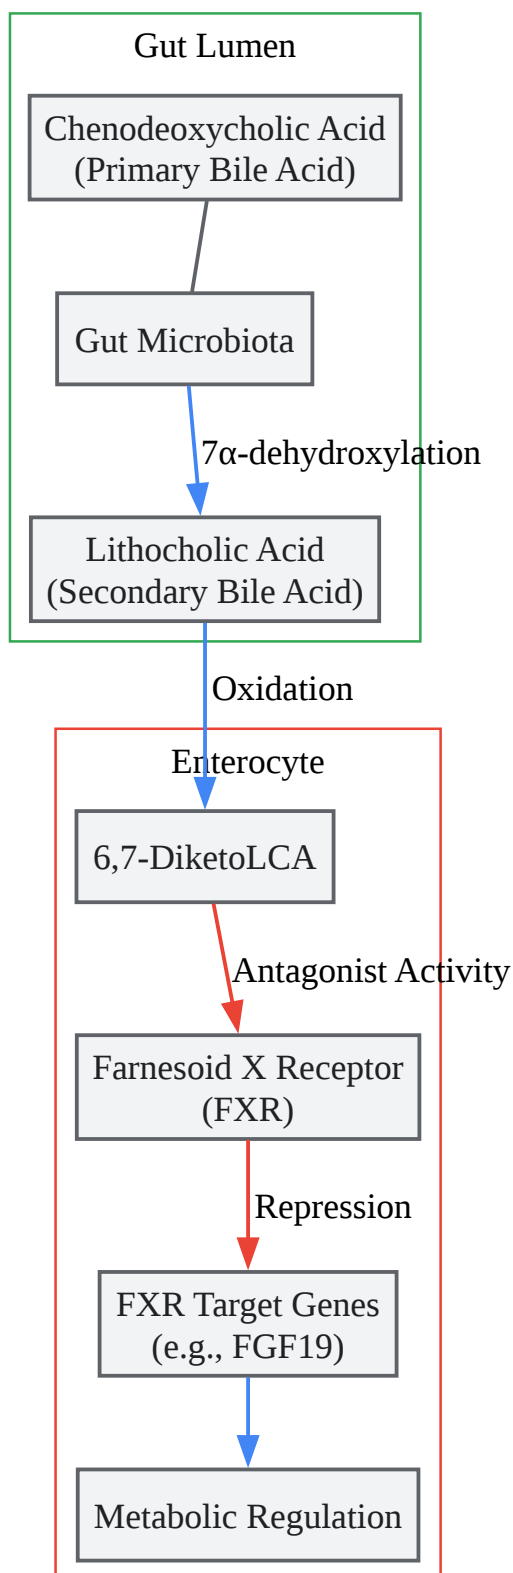 Gut Lumen
Chenodeoxycholic Acid
(Primary Bile Acid)
Gut Microbiota
7α-dehydroxylation
Lithocholic Acid
(Secondary Bile Acid)
Oxidation
Enterocyte
6,7-DiketoLCA
Antagonist Activity
Farnesoid X Receptor
(FXR)
Repression
FXR Target Genes
(e.g., FGF19)
Metabolic Regulation